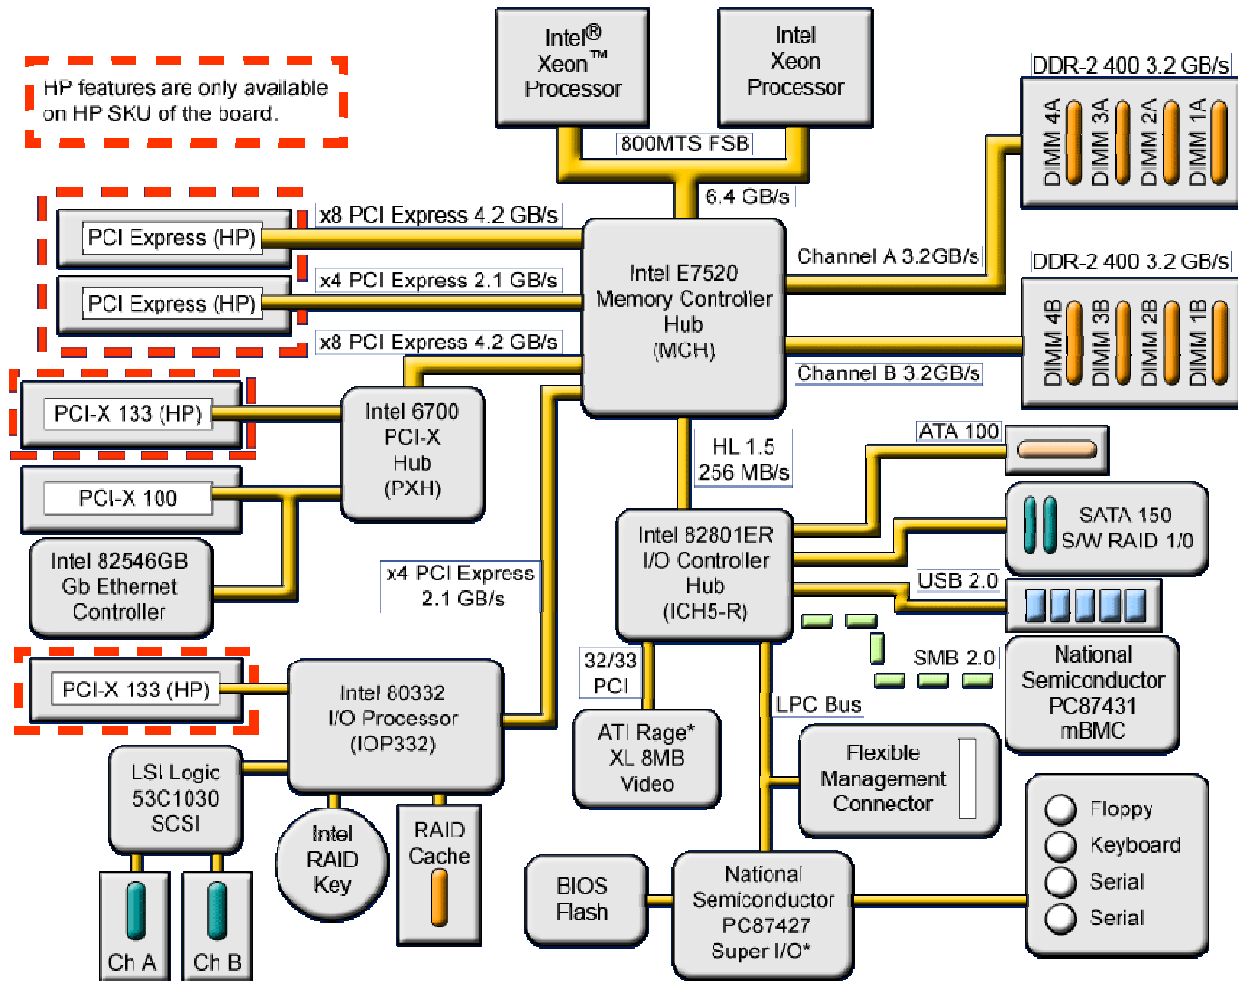 Intel®
Xeon™
Processor
Intel
Xeon
Processor
HP features are only available
on HP SKU of the board.
800MTS FSB
6.4 GB/s
DDR-2 400 3.2 GB/s
DIMM 4A
DIMM 3A
DIMM 2A
DIMM 1A
PCI Express (HP)
x8 PCI Express 4.2 GB/s
PCI Express (HP)
x4 PCI Express 2.1 GB/s
x8 PCI Express 4.2 GB/s
Intel E7520
Memory Controller
Hub
(MCH)
Channel A 3.2GB/s
DDR-2 400 3.2 GB/s
DIMM 4B
DIMM 3B
DIMM 2B
DIMM 1B
Channel B 3.2GB/s
PCI-X 133 (HP)
Intel 6700
PCI-X
Hub
(PXH)
PCI-X 100
Intel 82546GB
Gb Ethernet
Controller
HL 1.5
256 MB/s
ATA 100
Intel 82801ER
I/O Controller
Hub
(ICH5-R)
SATA 150
S/W RAID 1/0
USB 2.0
x4 PCI Express
2.1 GB/s
SMB 2.0
National
Semiconductor
PC87431
mBMC
32/33
PCI
LPC Bus
PCI-X 133 (HP)
Intel 80332
I/O Processor
(IOP332)
ATI Rage*
XL 8MB
Video
Flexible
Management
Connector
LSI Logic
53C1030
SCSI
Intel
RAID
Key
RAID
Cache
Floppy
Keyboard
Serial
Serial
BIOS
Flash
National
Semiconductor
PC87427
Super I/O*
Ch A
Ch B